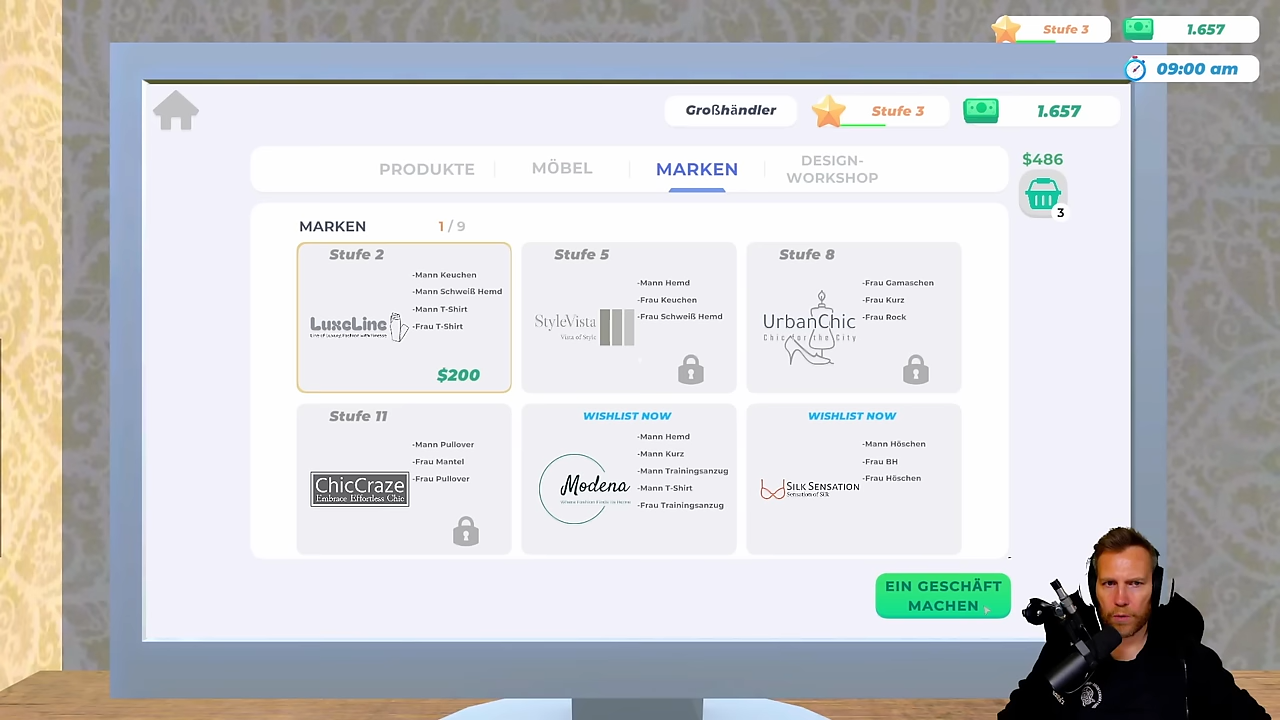 Stufe 3
1.657
09:00 am
Großhändler
Stufe 3
1.657
PRODUKTE
MÖBEL
MARKEN
DESIGN-
WORKSHOP
$486
3
MARKEN 1 / 9
Stufe 2
-Mann Keuchen
-Mann Schweiß Hemd
-Mann T-Shirt
-Frau T-Shirt
LuxeLine
$200
Stufe 5
-Mann Hemd
-Frau Keuchen
-Frau Schweiß Hemd
StyleVista
Vista of Style
Stufe 8
-Frau Gamaschen
-Frau Kurz
-Frau Rock
UrbanChic
Chic for the City
Stufe 11
-Mann Pullover
-Frau Mantel
-Frau Pullover
ChicCraze
Embrace Effortless Chic
WISHLIST NOW
-Mann Hemd
-Mann Kurz
-Mann Trainingsanzug
-Mann T-Shirt
-Frau Trainingsanzug
Modena
WISHLIST NOW
-Mann Höschen
-Frau BH
-Frau Höschen
SILK SENSATION
Sensation of Silk
EIN GESCHÄFT
MACHEN